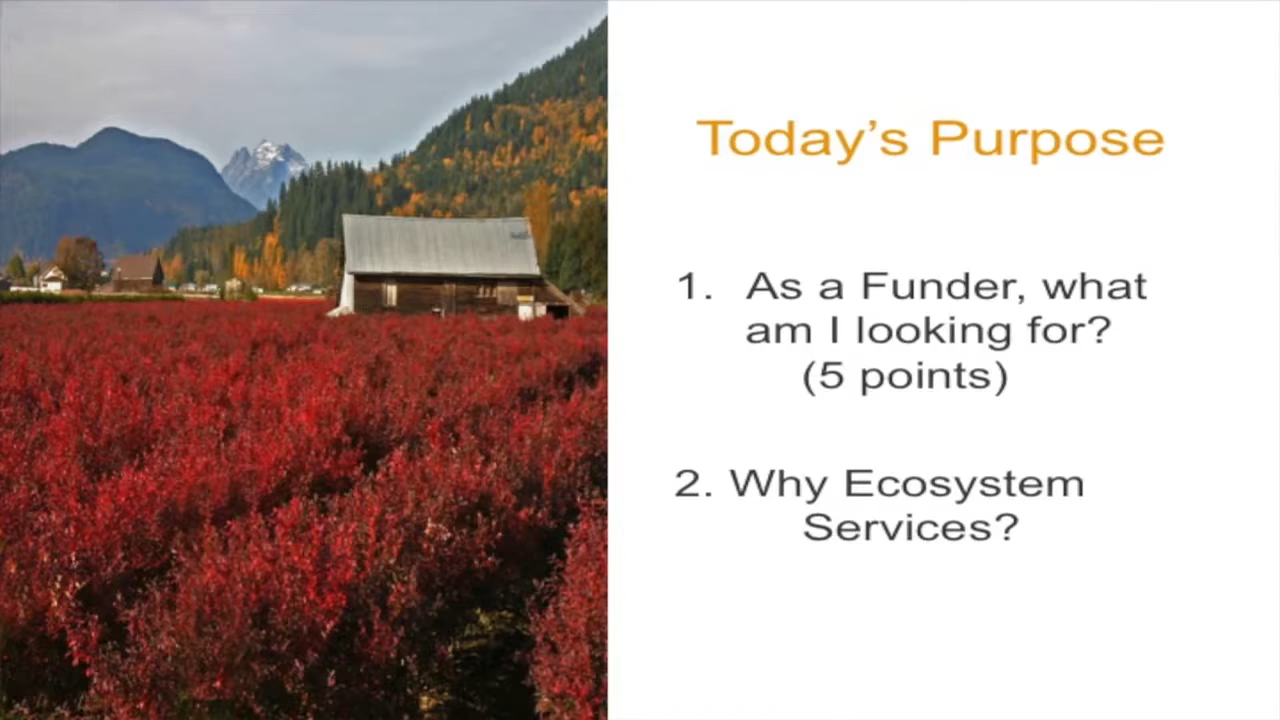 Today's Purpose
1. As a Funder, what
am I looking for?
(5 points)
2. Why Ecosystem
Services?